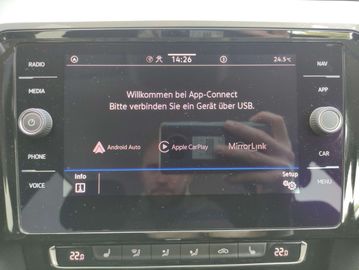 14:26
24.5°C
RADIO
MEDIA
PHONE
VOICE
Willkommen bei App-Connect
Bitte verbinden Sie ein Gerät über USB.
Android Auto
Apple CarPlay
MirrorLink
Info
Setup
NAV
APP
CAR
MENU
22.0
22.0